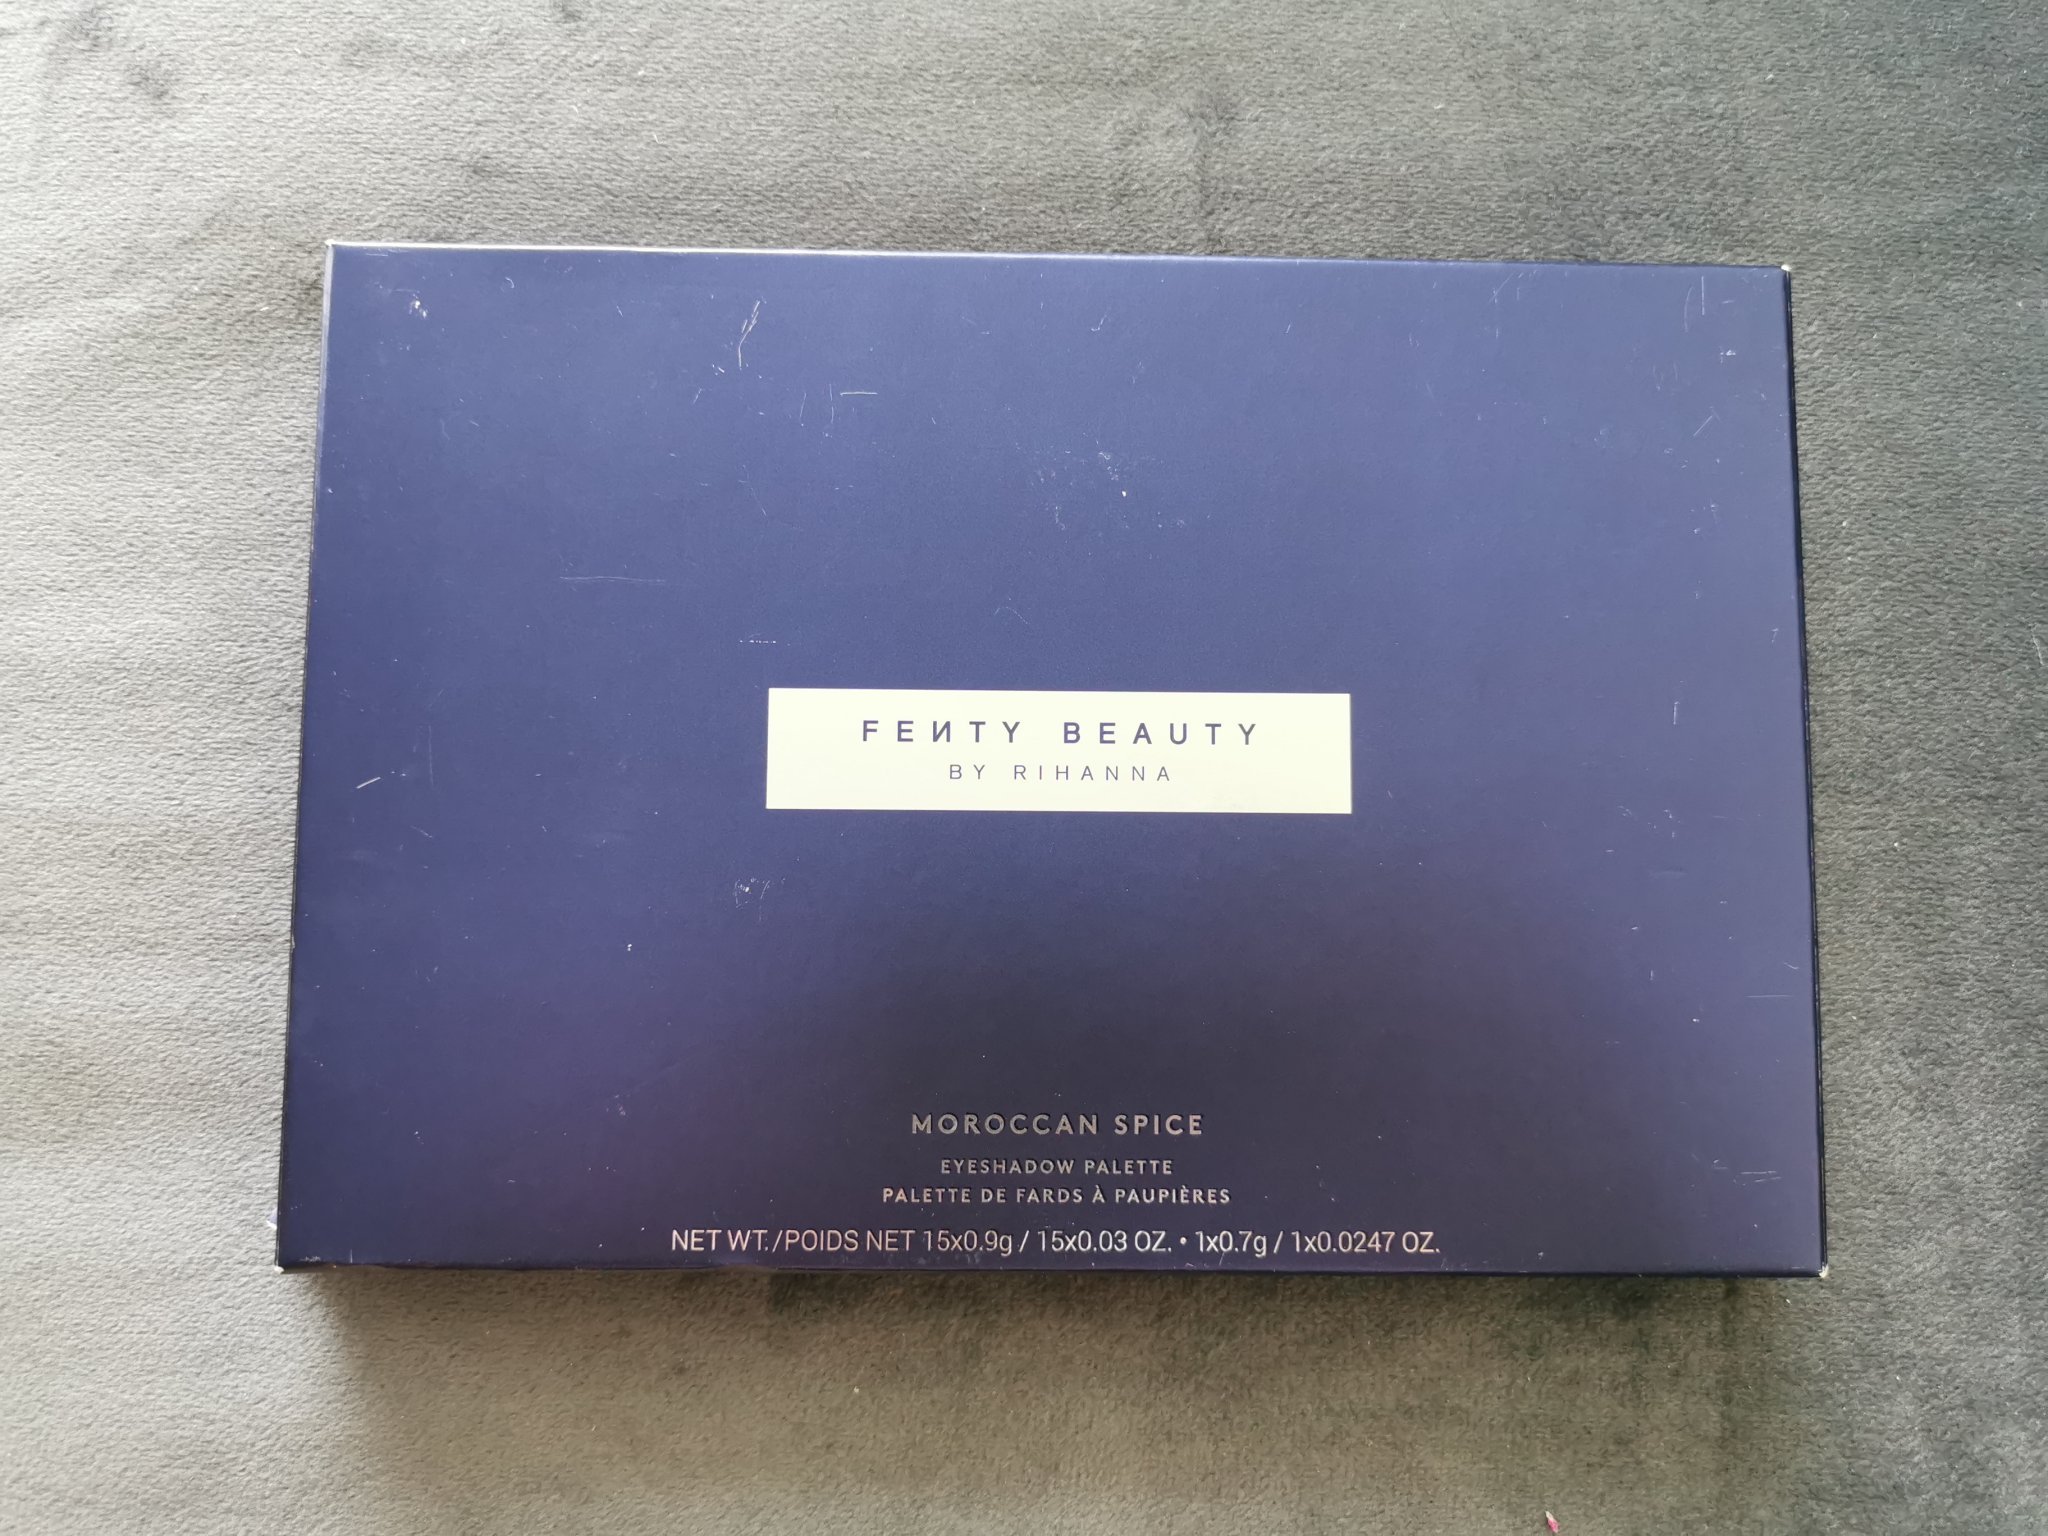 FEИTY BEAUTY
BY RIHANNA
MOROCCAN SPICE
EYESHADOW PALETTE
PALETTE DE FARDS À PAUPIÈRES
NET WT./POIDS NET 15x0.9g / 15x0.03 OZ. • 1x0.7g / 1x0.0247 OZ.